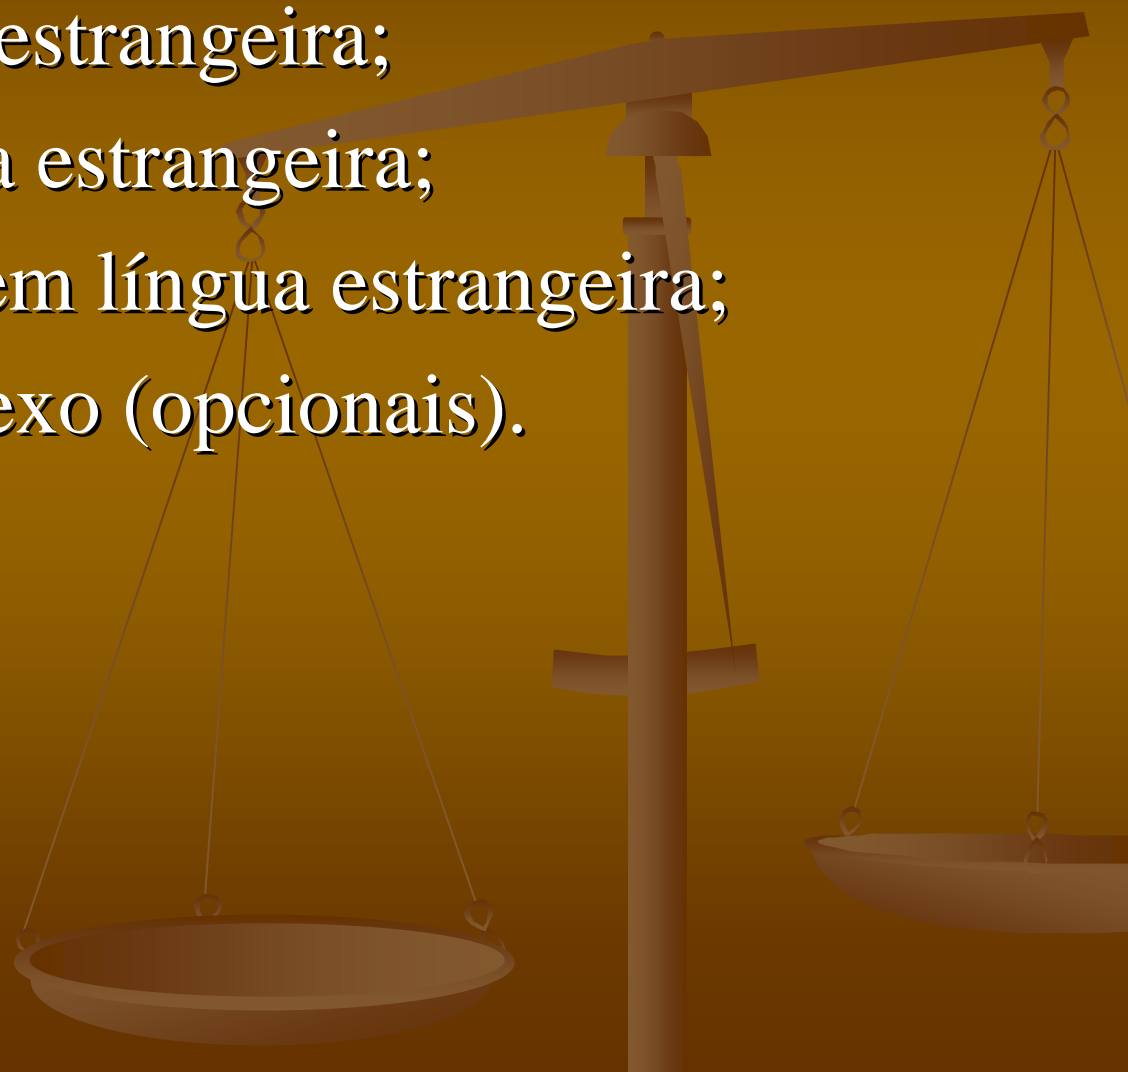 estrangeira;
a estrangeira;
em língua estrangeira;
exo (opcionais).